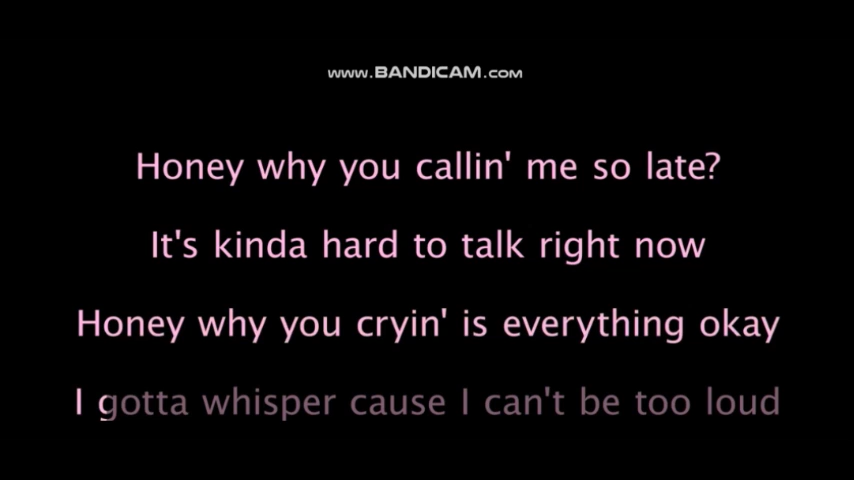 www.BANDICAM.com
Honey why you callin' me so late?
It's kinda hard to talk right now
Honey why you cryin' is everything okay
I gotta whisper cause I can't be too loud